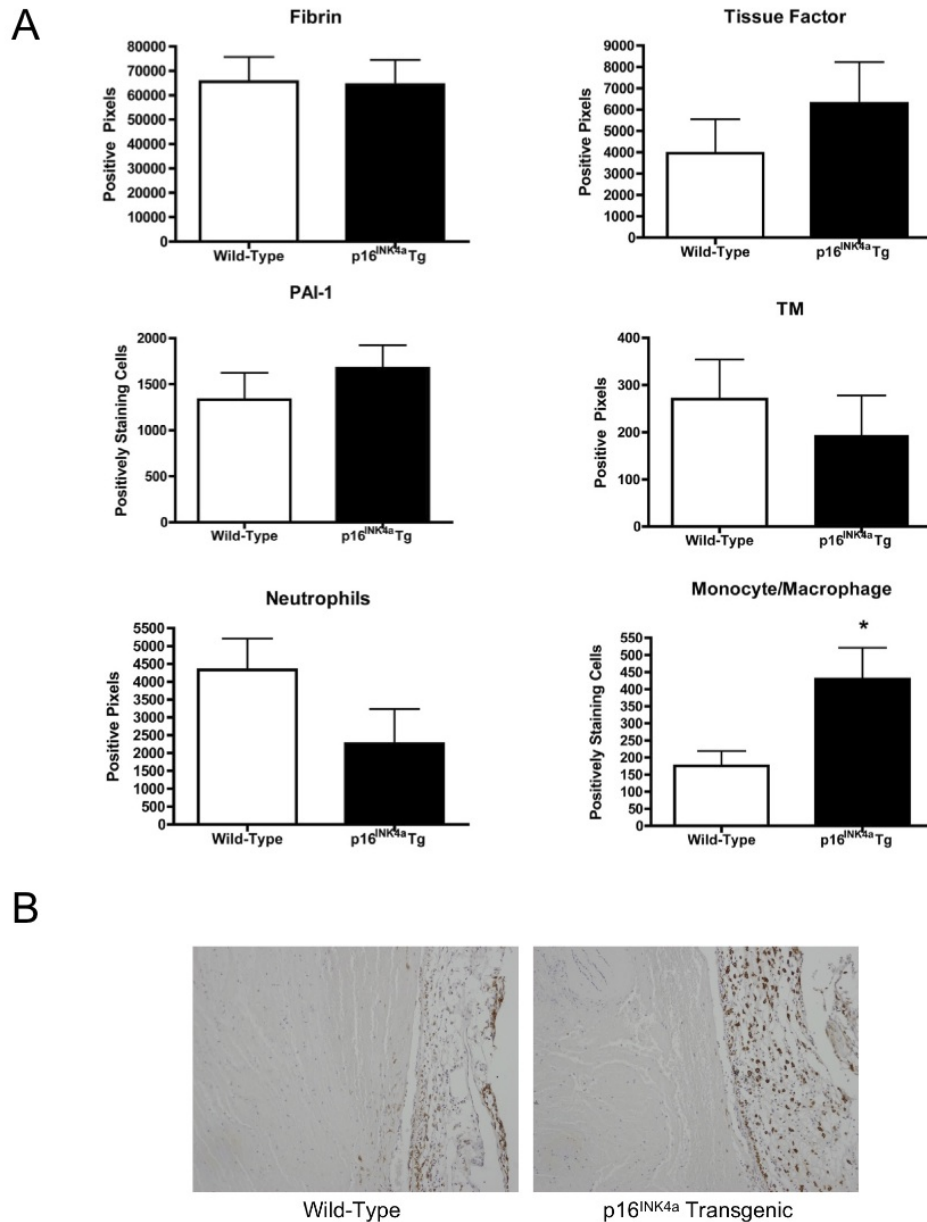 A
Fibrin
Positive Pixels
80000
70000
60000
50000
40000
30000
20000
10000
0
Wild-Type
p16INK4aTg
Tissue Factor
Positive Pixels
9000
8000
7000
6000
5000
4000
3000
2000
1000
0
Wild-Type
p16INK4aTg
PAI-1
Positively Staining Cells
2000
1500
1000
500
0
Wild-Type
p16INK4aTg
TM
Positive Pixels
400
300
200
100
0
Wild-Type
p16INK4aTg
Neutrophils
Positive Pixels
5500
5000
4500
4000
3500
3000
2500
2000
1500
1000
500
0
Wild-Type
p16INK4aTg
Monocyte/Macrophage
Positively Staining Cells
550
500
450
400
350
300
250
200
150
100
50
0
*
Wild-Type
p16INK4aTg
B
Wild-Type
p16INK4a Transgenic